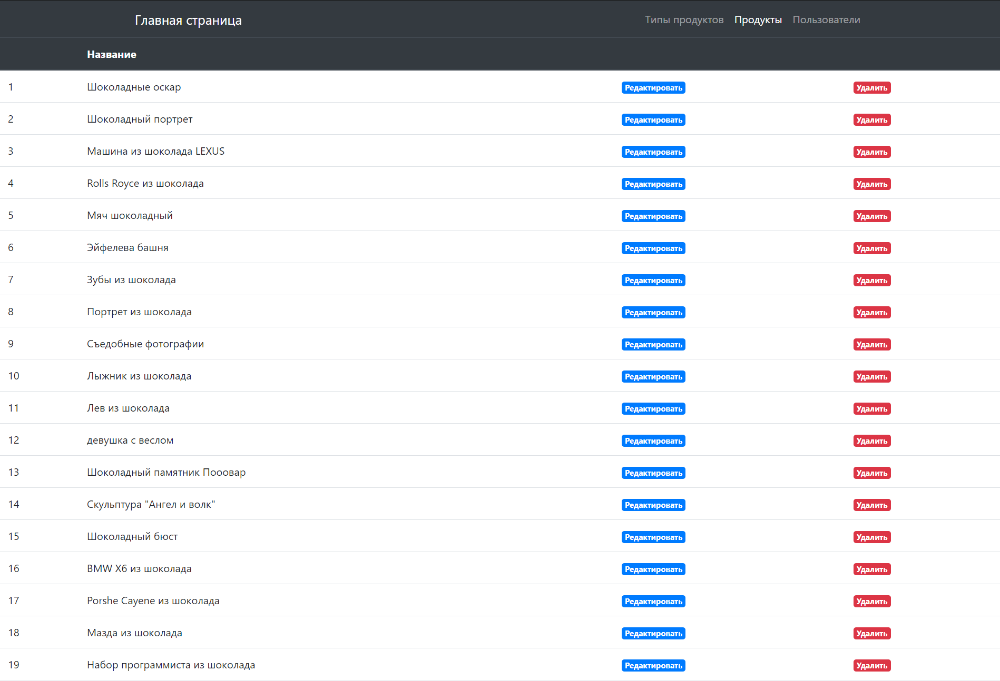 Главная страница Типы продуктов Продукты Пользователи
Название
1 Шоколадные оскар Редактировать Удалить
2 Шоколадный портрет Редактировать Удалить
3 Машина из шоколада LEXUS Редактировать Удалить
4 Rolls Royce из шоколада Редактировать Удалить
5 Мяч шоколадный Редактировать Удалить
6 Эйфелева башня Редактировать Удалить
7 Зубы из шоколада Редактировать Удалить
8 Портрет из шоколада Редактировать Удалить
9 Съедобные фотографии Редактировать Удалить
10 Лыжник из шоколада Редактировать Удалить
11 Лев из шоколада Редактировать Удалить
12 девушка с веслом Редактировать Удалить
13 Шоколадный памятник Пооовар Редактировать Удалить
14 Скульптура "Ангел и волк" Редактировать Удалить
15 Шоколадный бюст Редактировать Удалить
16 BMW X6 из шоколада Редактировать Удалить
17 Porshe Cayene из шоколада Редактировать Удалить
18 Мазда из шоколада Редактировать Удалить
19 Набор программиста из шоколада Редактировать Удалить